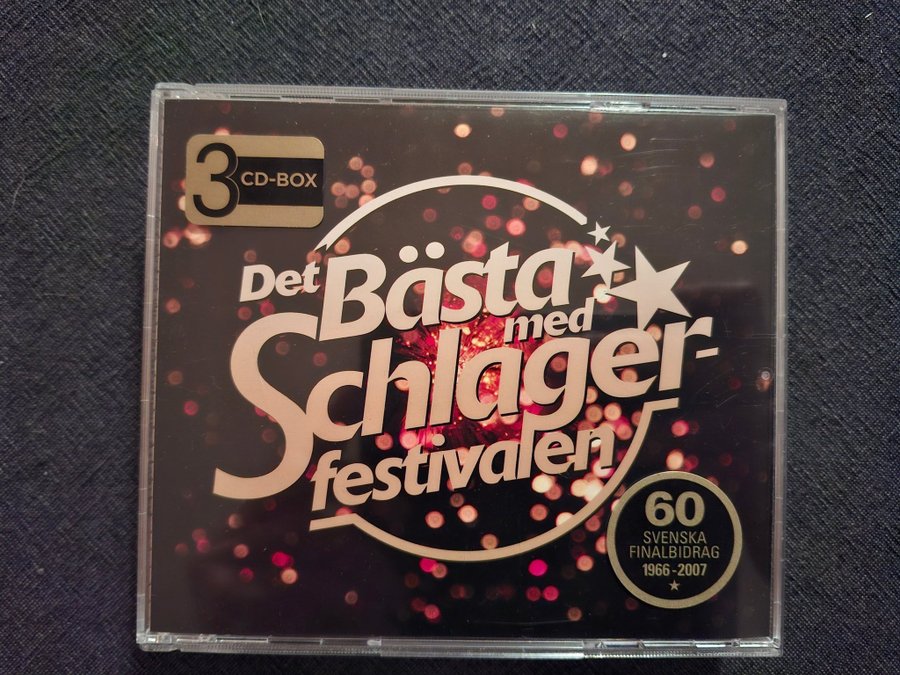 3 CD-BOX
Det Bästa
med
Schlager-
festivalen
60
SVENSKA
FINALBIDRAG
1966-2007